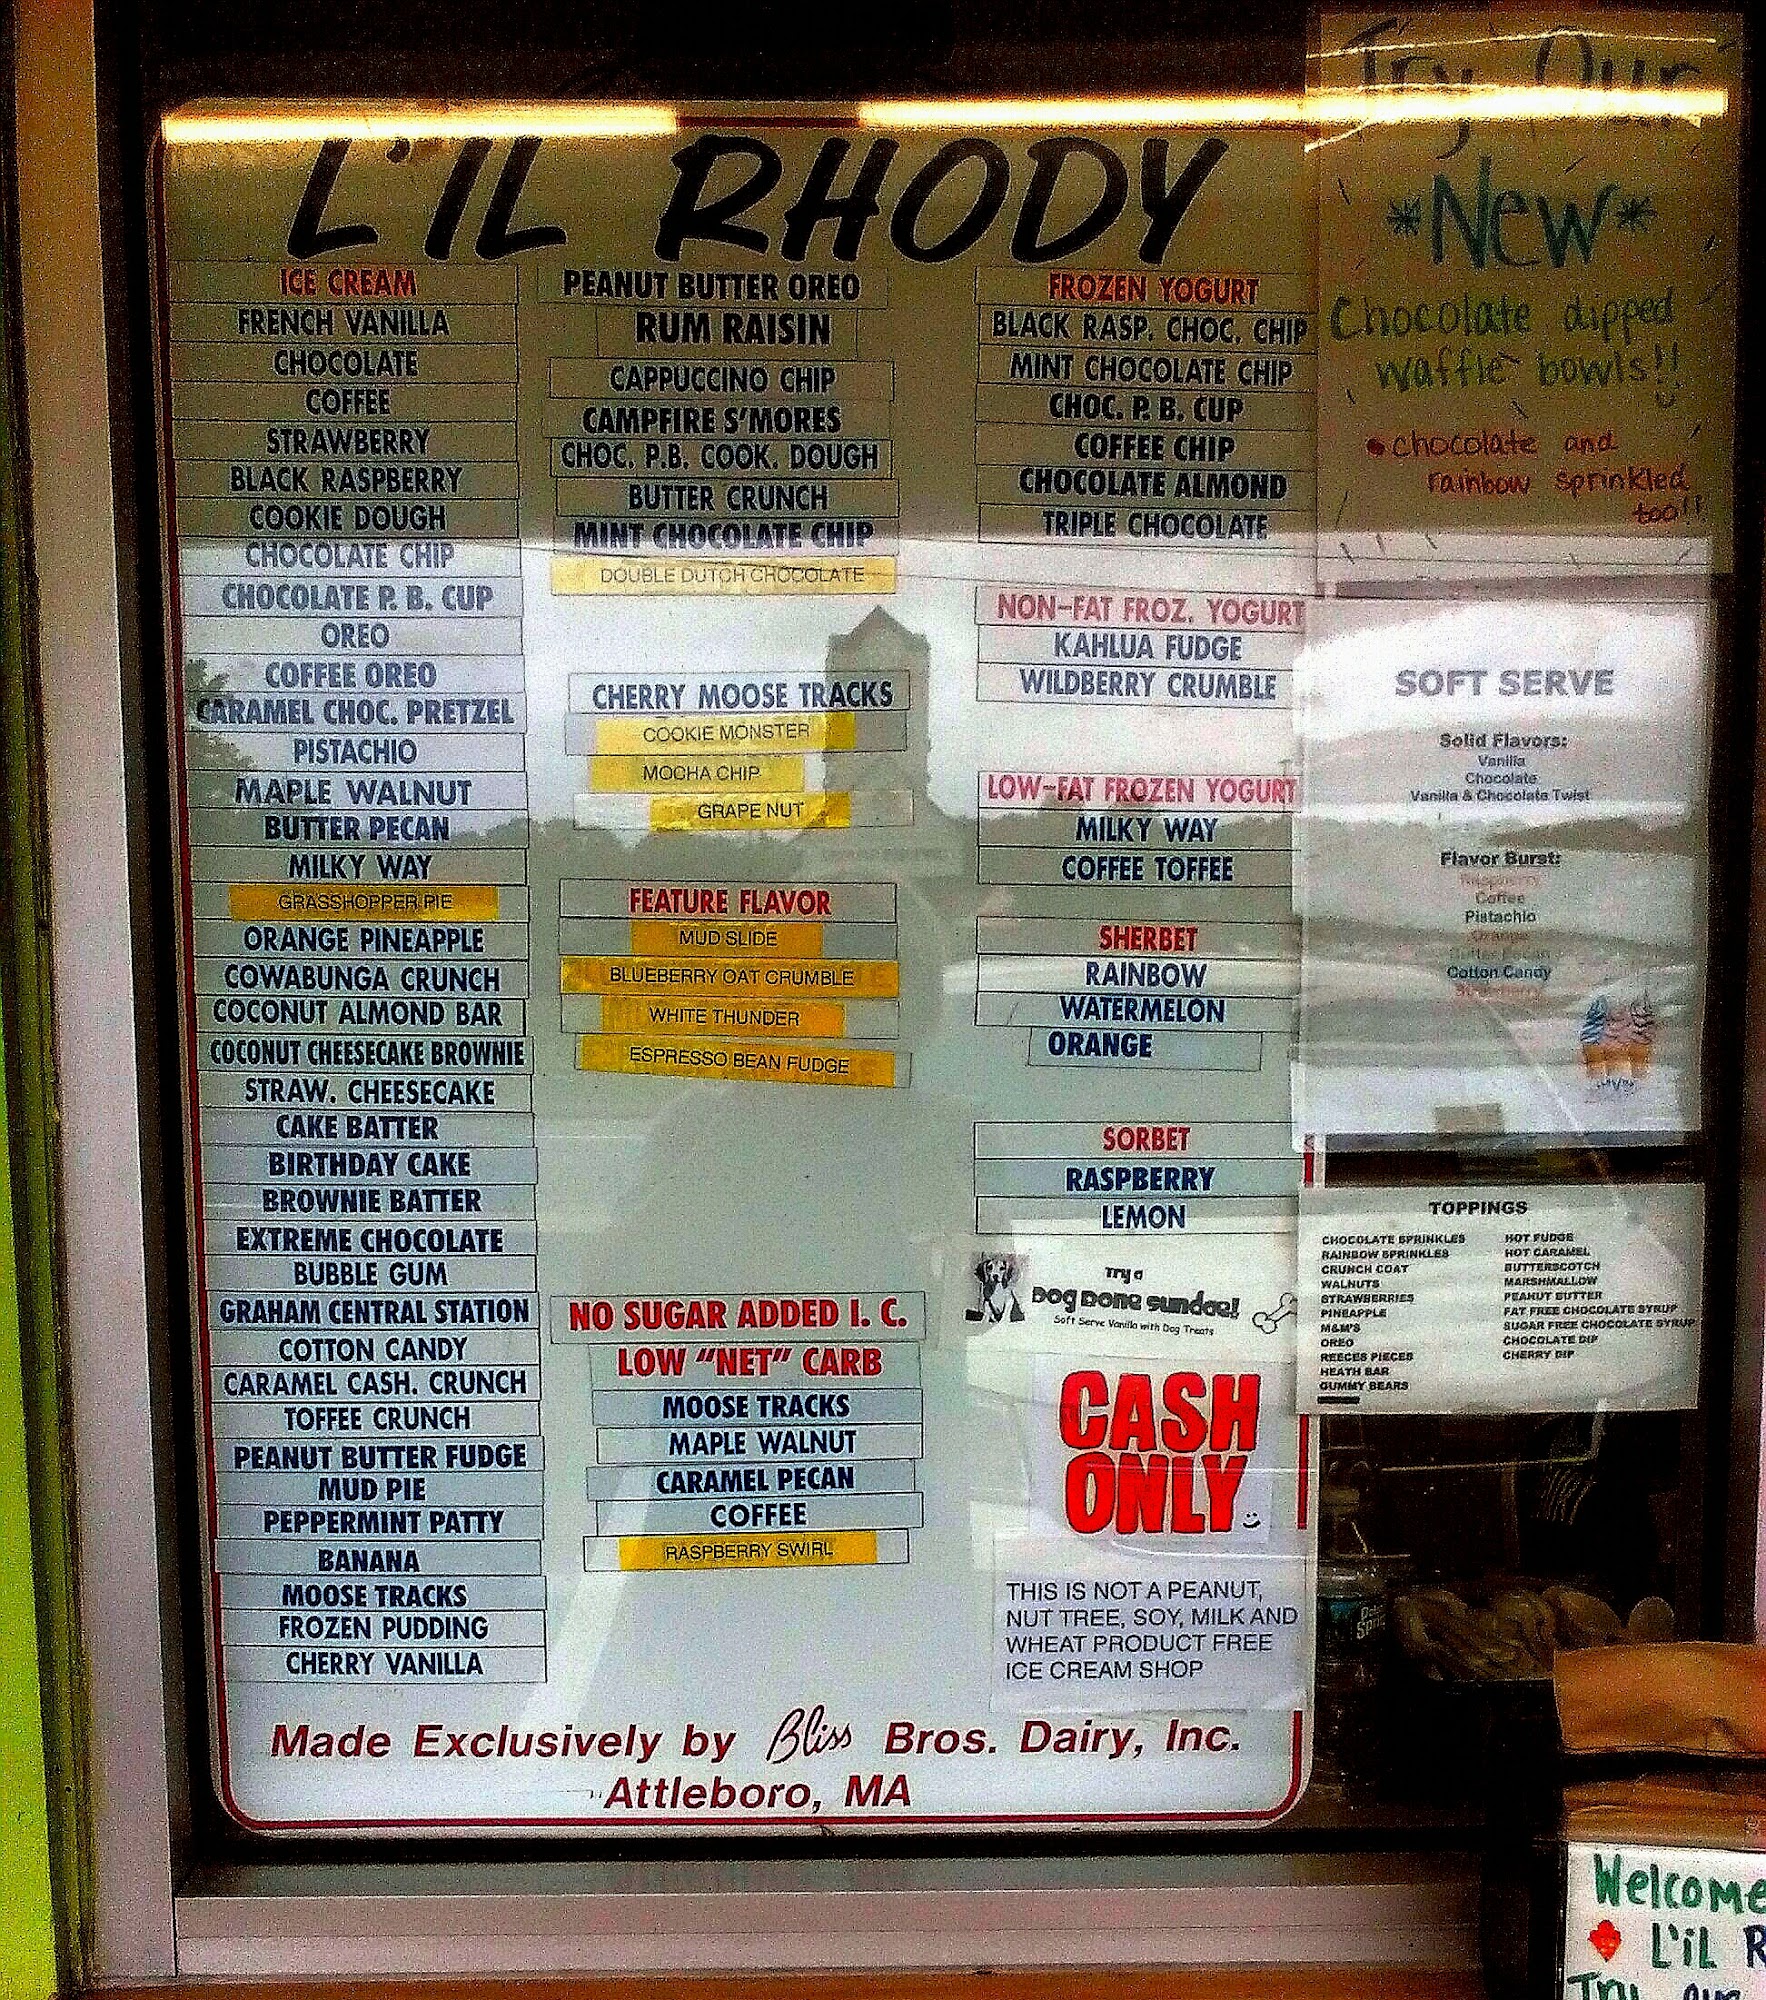 L'IL RHODY
ICE CREAM
FRENCH VANILLA
CHOCOLATE
COFFEE
STRAWBERRY
BLACK RASPBERRY
COOKIE DOUGH
CHOCOLATE CHIP
CHOCOLATE P. B. CUP
OREO
COFFEE OREO
CARAMEL CHOC. PRETZEL
PISTACHIO
MAPLE WALNUT
BUTTER PECAN
MILKY WAY
GRASSHOPPER PIE
ORANGE PINEAPPLE
COWABUNGA CRUNCH
COCONUT ALMOND BAR
COCONUT CHEESECAKE BROWNIE
STRAW. CHEESECAKE
CAKE BATTER
BIRTHDAY CAKE
BROWNIE BATTER
EXTREME CHOCOLATE
BUBBLE GUM
GRAHAM CENTRAL STATION
COTTON CANDY
CARAMEL CASH. CRUNCH
TOFFEE CRUNCH
PEANUT BUTTER FUDGE
MUD PIE
PEPPERMINT PATTY
BANANA
MOOSE TRACKS
FROZEN PUDDING
CHERRY VANILLA
PEANUT BUTTER OREO
RUM RAISIN
CAPPUCCINO CHIP
CAMPFIRE S'MORES
CHOC. P.B. COOK. DOUGH
BUTTER CRUNCH
MINT CHOCOLATE CHIP
DOUBLE DUTCH CHOCOLATE
CHERRY MOOSE TRACKS
COOKIE MONSTER
MOCHA CHIP
GRAPE NUT
FEATURE FLAVOR
MUD SLIDE
BLUEBERRY OAT CRUMBLE
WHITE THUNDER
ESPRESSO BEAN FUDGE
NO SUGAR ADDED I. C.
LOW "NET" CARB
MOOSE TRACKS
MAPLE WALNUT
CARAMEL PECAN
COFFEE
RASPBERRY SWIRL
FROZEN YOGURT
BLACK RASP. CHOC. CHIP
MINT CHOCOLATE CHIP
CHOC. P. B. CUP
COFFEE CHIP
CHOCOLATE ALMOND
TRIPLE CHOCOLATE
NON-FAT FROZ. YOGURT
KAHLUA FUDGE
WILDBERRY CRUMBLE
LOW-FAT FROZEN YOGURT
MILKY WAY
COFFEE TOFFEE
SHERBET
RAINBOW
WATERMELON
ORANGE
SORBET
RASPBERRY
LEMON
Try a
Dog Done Sundae!
Soft Serve Vanilla with Dog Treats
CASH
ONLY
THIS IS NOT A PEANUT,
NUT TREE, SOY, MILK AND
WHEAT PRODUCT FREE
ICE CREAM SHOP
Made Exclusively by Bliss Bros. Dairy, Inc.
Attleboro, MA
Try Our
*New*
Chocolate dipped
waffle bowls!!
• chocolate and
rainbow sprinkled
too!!
SOFT SERVE
Solid Flavors:
Vanilla
Chocolate
Vanilla & Chocolate Twist
Flavor Burst:
Raspberry
Coffee
Pistachio
Orange
Butter Pecan
Cotton Candy
TOPPINGS
CHOCOLATE SPRINKLES
RAINBOW SPRINKLES
CRUNCH COAT
WALNUTS
STRAWBERRIES
PINEAPPLE
M&M'S
OREO
REECES PIECES
HEATH BAR
GUMMY BEARS
HOT FUDGE
HOT CARAMEL
BUTTERSCOTCH
MARSHMALLOW
PEANUT BUTTER
FAT FREE CHOCOLATE SYRUP
SUGAR FREE CHOCOLATE SYRUP
CHOCOLATE DIP
CHERRY DIP
Welcome
L'iL R
Try our